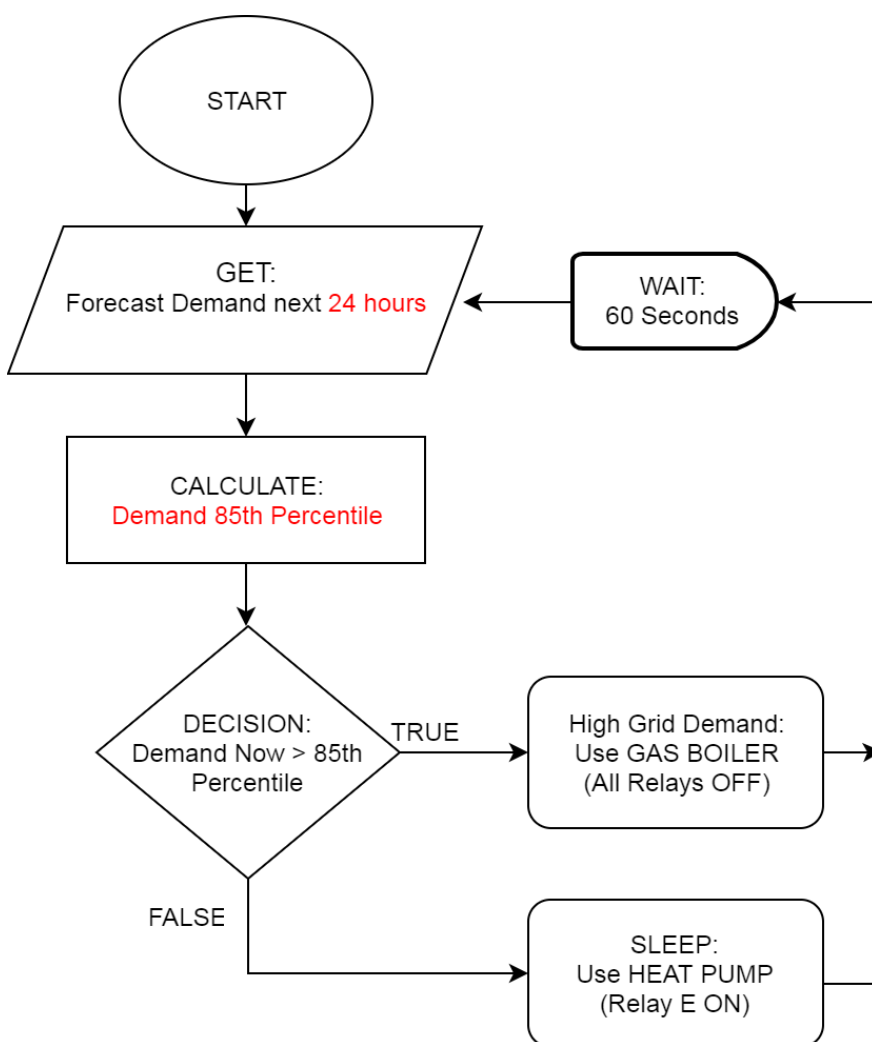 START
GET:
Forecast Demand next 24 hours
WAIT:
60 Seconds
CALCULATE:
Demand 85th Percentile
DECISION:
Demand Now > 85th
Percentile
TRUE
High Grid Demand:
Use GAS BOILER
(All Relays OFF)
FALSE
SLEEP:
Use HEAT PUMP
(Relay E ON)